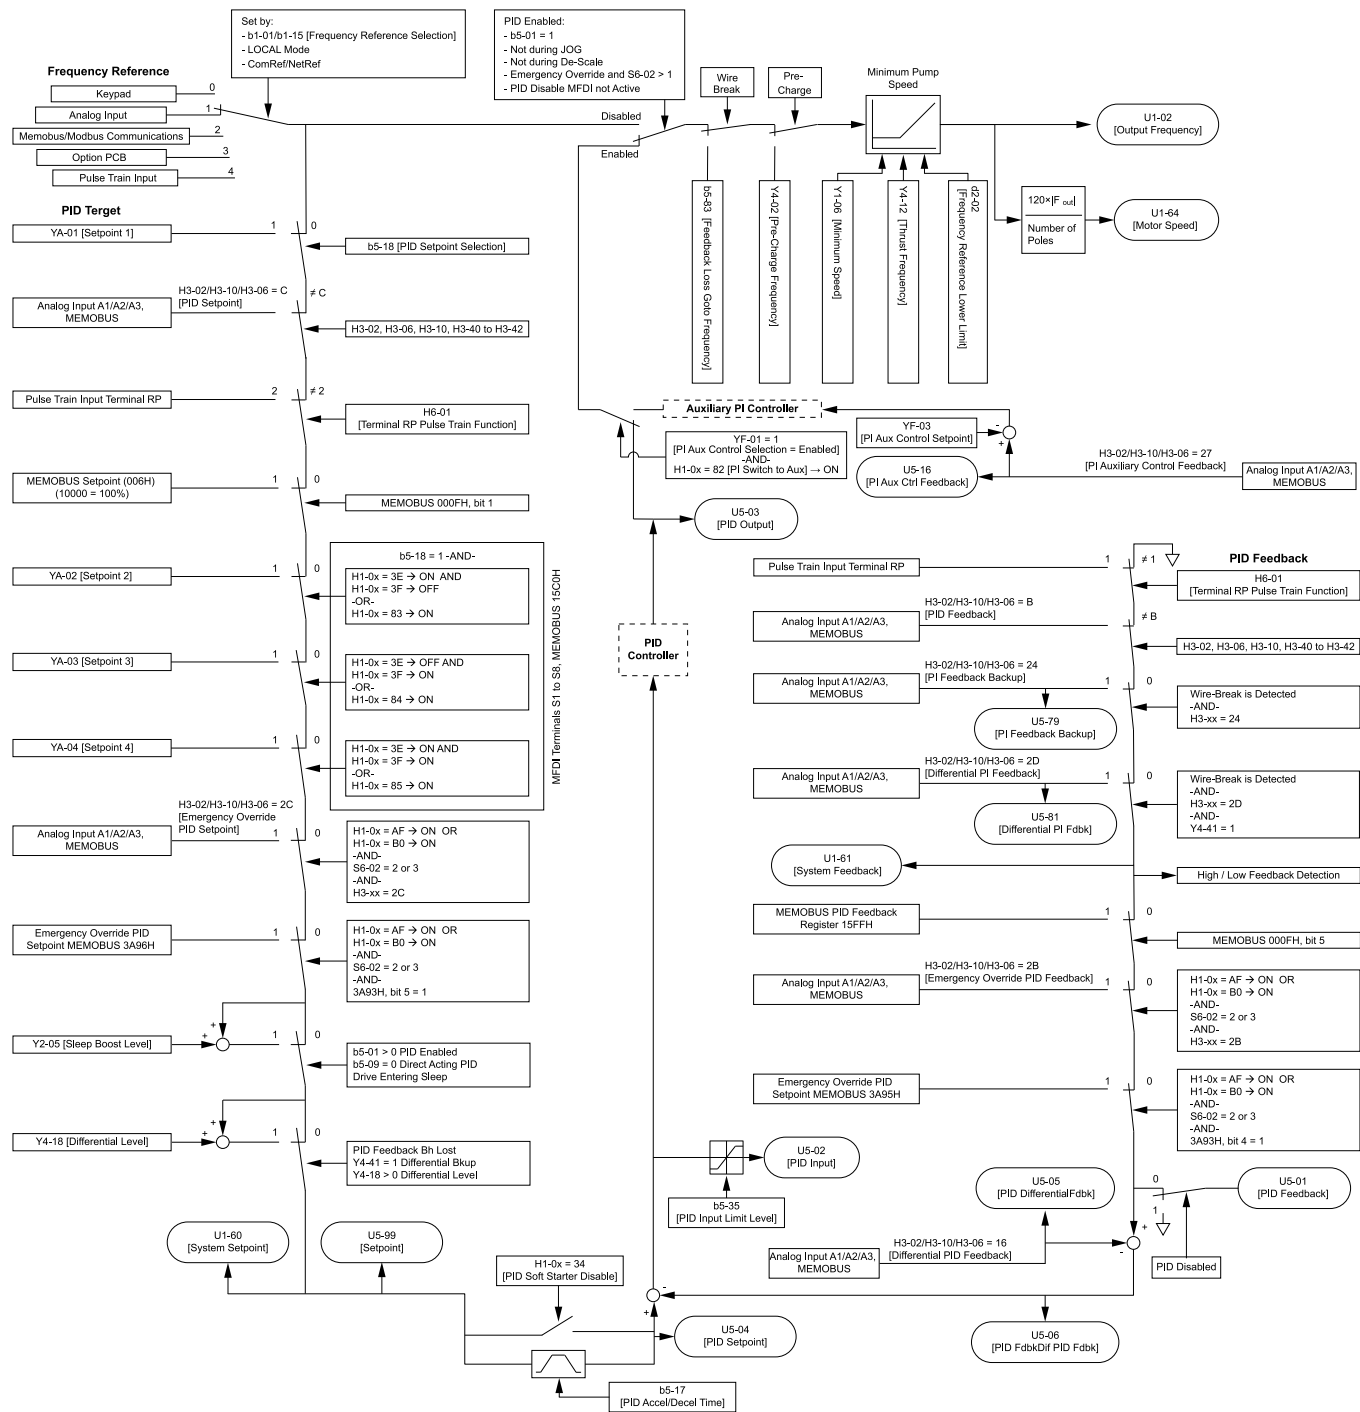 Set by:
- b1-01/b1-15 [Frequency Reference Selection]
- LOCAL Mode
- ComRef/NetRef
PID Enabled:
- b5-01 = 1
- Not during JOG
- Not during De-Scale
- Emergency Override and S6-02 > 1
- PID Disable MFDI not Active
Frequency Reference
Keypad
0
Analog Input
1
Memobus/Modbus Communications
2
Option PCB
3
Pulse Train Input
4
Disabled
Enabled
Wire
Break
Pre-
Charge
Minimum Pump
Speed
U1-02
[Output Frequency]
120×|F out|
Number of
Poles
U1-64
[Motor Speed]
b5-83 [Feedback Loss Goto Frequency]
Y4-02 [Pre-Charge Frequency]
Y1-06 [Minimum Speed]
Y4-12 [Thrust Frequency]
d2-02
[Frequency Reference Lower Limit]
PID Terget
YA-01 [Setpoint 1]
1
0
b5-18 [PID Setpoint Selection]
Analog Input A1/A2/A3,
MEMOBUS
H3-02/H3-10/H3-06 = C
[PID Setpoint]
≠ C
H3-02, H3-06, H3-10, H3-40 to H3-42
Pulse Train Input Terminal RP
2
≠ 2
H6-01
[Terminal RP Pulse Train Function]
MEMOBUS Setpoint (006H)
(10000 = 100%)
1
0
MEMOBUS 000FH, bit 1
b5-18 = 1 -AND-
YA-02 [Setpoint 2]
1
0
H1-0x = 3E → ON AND
H1-0x = 3F → OFF
-OR-
H1-0x = 83 → ON
YA-03 [Setpoint 3]
1
0
H1-0x = 3E → OFF AND
H1-0x = 3F → ON
-OR-
H1-0x = 84 → ON
YA-04 [Setpoint 4]
1
0
H1-0x = 3E → ON AND
H1-0x = 3F → ON
-OR-
H1-0x = 85 → ON
MFDI Terminals S1 to S8, MEMOBUS 15C0H
H3-02/H3-10/H3-06 = 2C
[Emergency Override
PID Setpoint]
Analog Input A1/A2/A3,
MEMOBUS
1
0
H1-0x = AF → ON OR
H1-0x = B0 → ON
-AND-
S6-02 = 2 or 3
-AND-
H3-xx = 2C
Emergency Override PID
Setpoint MEMOBUS 3A96H
1
0
H1-0x = AF → ON OR
H1-0x = B0 → ON
-AND-
S6-02 = 2 or 3
-AND-
3A93H, bit 5 = 1
Y2-05 [Sleep Boost Level]
+
+
1
0
b5-01 > 0 PID Enabled
b5-09 = 0 Direct Acting PID
Drive Entering Sleep
Y4-18 [Differential Level]
+
+
1
0
PID Feedback Bh Lost
Y4-41 = 1 Differential Bkup
Y4-18 > 0 Differential Level
U1-60
[System Setpoint]
U5-99
[Setpoint]
H1-0x = 34
[PID Soft Starter Disable]
b5-17
[PID Accel/Decel Time]
U5-04
[PID Setpoint]
-
+
Auxiliary PI Controller
YF-01 = 1
[PI Aux Control Selection = Enabled]
-AND-
H1-0x = 82 [PI Switch to Aux] → ON
YF-03
[PI Aux Control Setpoint]
-
+
U5-16
[PI Aux Ctrl Feedback]
H3-02/H3-10/H3-06 = 27
[PI Auxiliary Control Feedback]
Analog Input A1/A2/A3,
MEMOBUS
U5-03
[PID Output]
PID
Controller
U5-02
[PID Input]
b5-35
[PID Input Limit Level]
PID Feedback
Pulse Train Input Terminal RP
1
≠ 1
H6-01
[Terminal RP Pulse Train Function]
Analog Input A1/A2/A3,
MEMOBUS
H3-02/H3-10/H3-06 = B
[PID Feedback]
≠ B
H3-02, H3-06, H3-10, H3-40 to H3-42
Analog Input A1/A2/A3,
MEMOBUS
H3-02/H3-10/H3-06 = 24
[PI Feedback Backup]
1
0
Wire-Break is Detected
-AND-
H3-xx = 24
U5-79
[PI Feedback Backup]
Analog Input A1/A2/A3,
MEMOBUS
H3-02/H3-10/H3-06 = 2D
[Differential PI Feedback]
1
0
Wire-Break is Detected
-AND-
H3-xx = 2D
-AND-
Y4-41 = 1
U5-81
[Differential PI Fdbk]
U1-61
[System Feedback]
High / Low Feedback Detection
MEMOBUS PID Feedback
Register 15FFH
1
0
MEMOBUS 000FH, bit 5
Analog Input A1/A2/A3,
MEMOBUS
H3-02/H3-10/H3-06 = 2B
[Emergency Override PID Feedback]
1
0
H1-0x = AF → ON OR
H1-0x = B0 → ON
-AND-
S6-02 = 2 or 3
-AND-
H3-xx = 2B
Emergency Override PID
Setpoint MEMOBUS 3A95H
1
0
H1-0x = AF → ON OR
H1-0x = B0 → ON
-AND-
S6-02 = 2 or 3
-AND-
3A93H, bit 4 = 1
U5-05
[PID DifferentialFdbk]
0
1
U5-01
[PID Feedback]
PID Disabled
Analog Input A1/A2/A3,
MEMOBUS
H3-02/H3-10/H3-06 = 16
[Differential PID Feedback]
+
-
U5-06
[PID FdbkDif PID Fdbk]